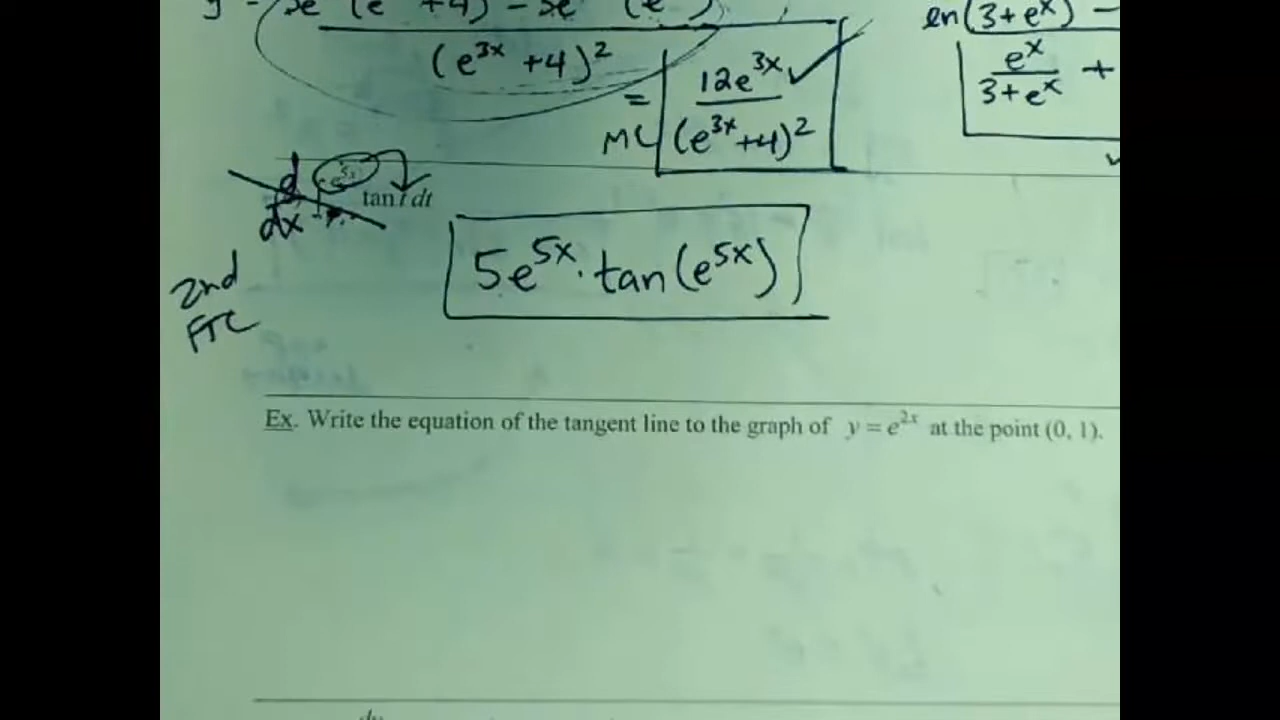 (e^{3x} + 4)^2
= 12e^{3x} ✓
MC (e^{3x} + 4)^2
en(3 + e^x) −
e^x +
3 + e^x
d e^{5x}
dx tan t dt
5e^{5x} · tan(e^{5x})
2nd
FTC
Ex. Write the equation of the tangent line to the graph of y = e^{2x} at the point (0, 1).